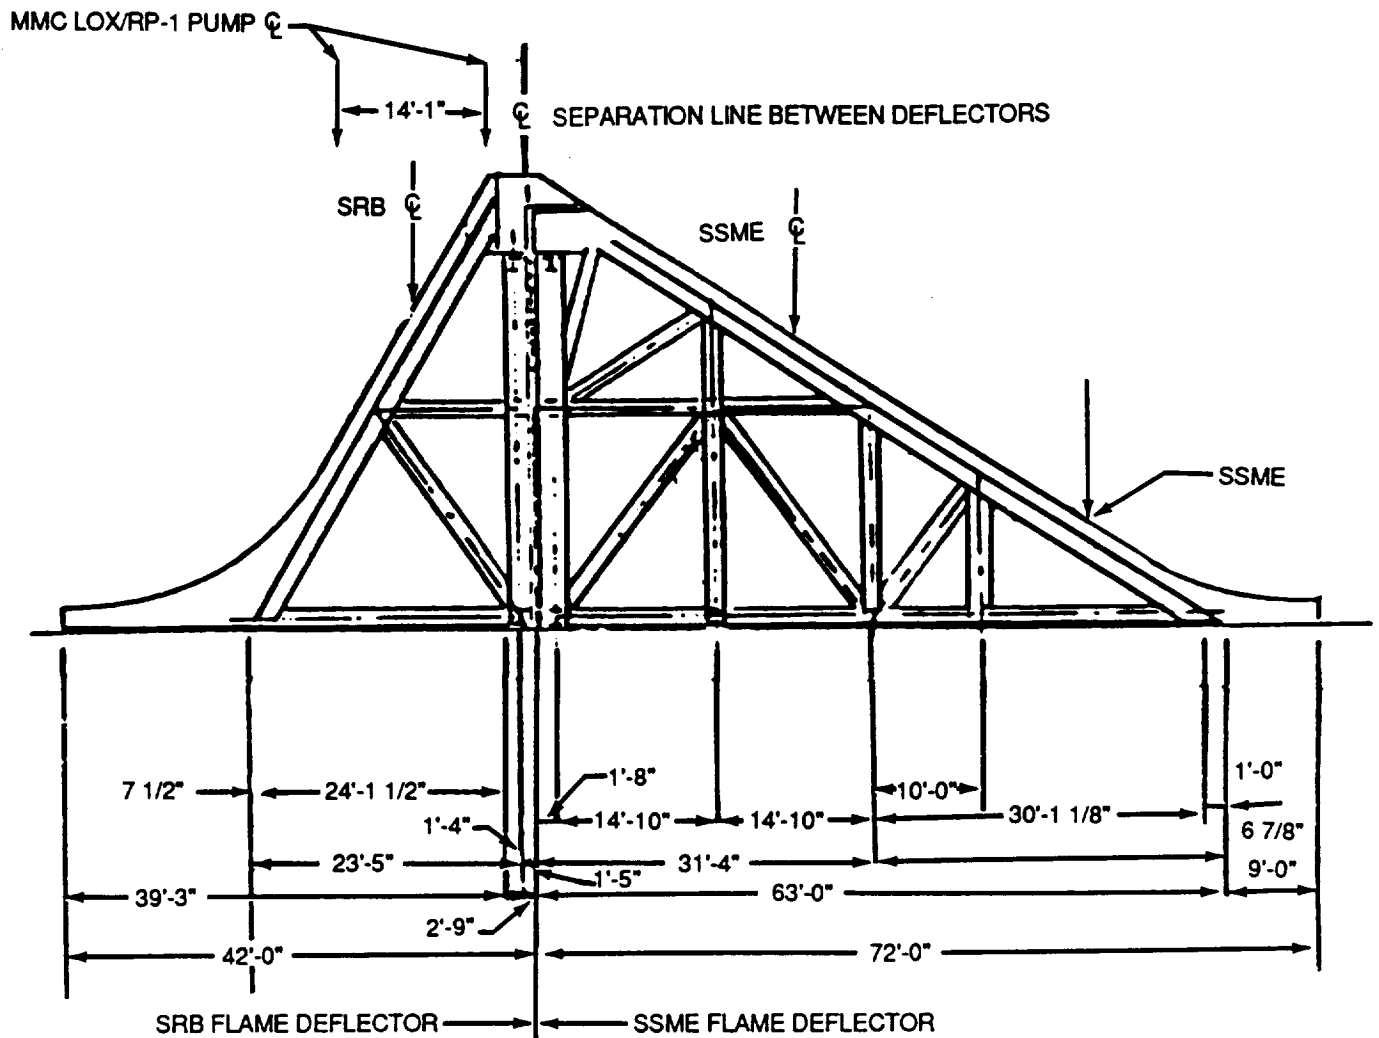 MMC LOX/RP-1 PUMP ℄
14'-1"
℄ SEPARATION LINE BETWEEN DEFLECTORS
SRB ℄
SSME ℄
SSME
1'-8"
1'-0"
7 1/2"
24'-1 1/2"
10'-0"
14'-10"
14'-10"
30'-1 1/8"
1'-4"
6 7/8"
23'-5"
31'-4"
1'-5"
9'-0"
39'-3"
63'-0"
2'-9"
42'-0"
72'-0"
SRB FLAME DEFLECTOR
SSME FLAME DEFLECTOR